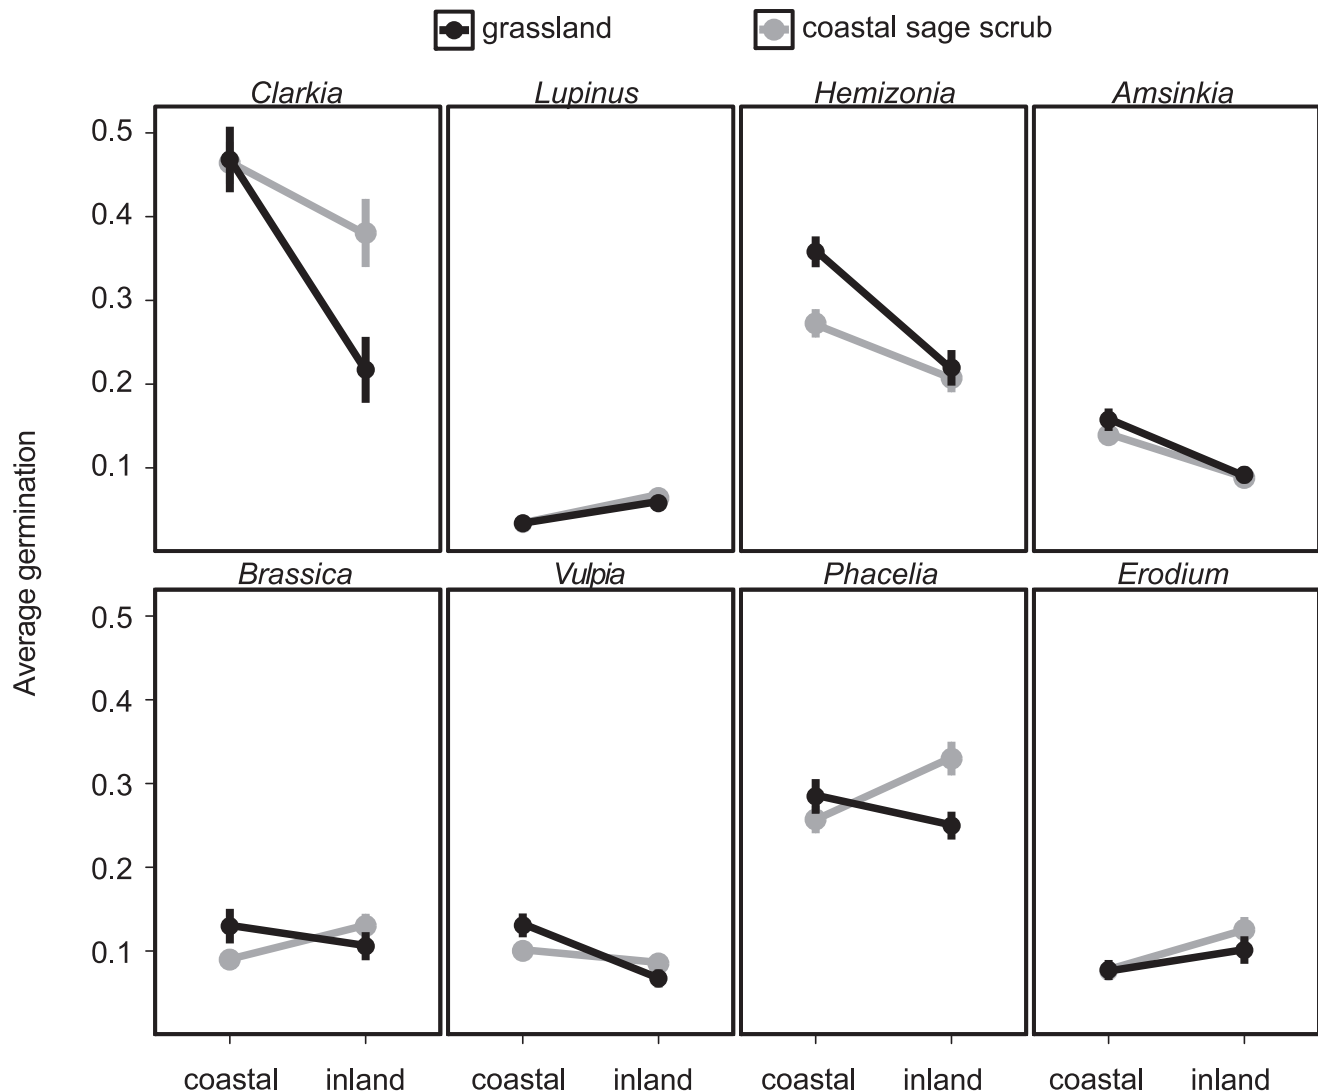 grassland coastal sage scrub
Clarkia Lupinus Hemizonia Amsinkia
0.5
0.4
0.3
0.2
0.1
Average germination
Brassica Vulpia Phacelia Erodium
0.5
0.4
0.3
0.2
0.1
coastal inland coastal inland coastal inland coastal inland